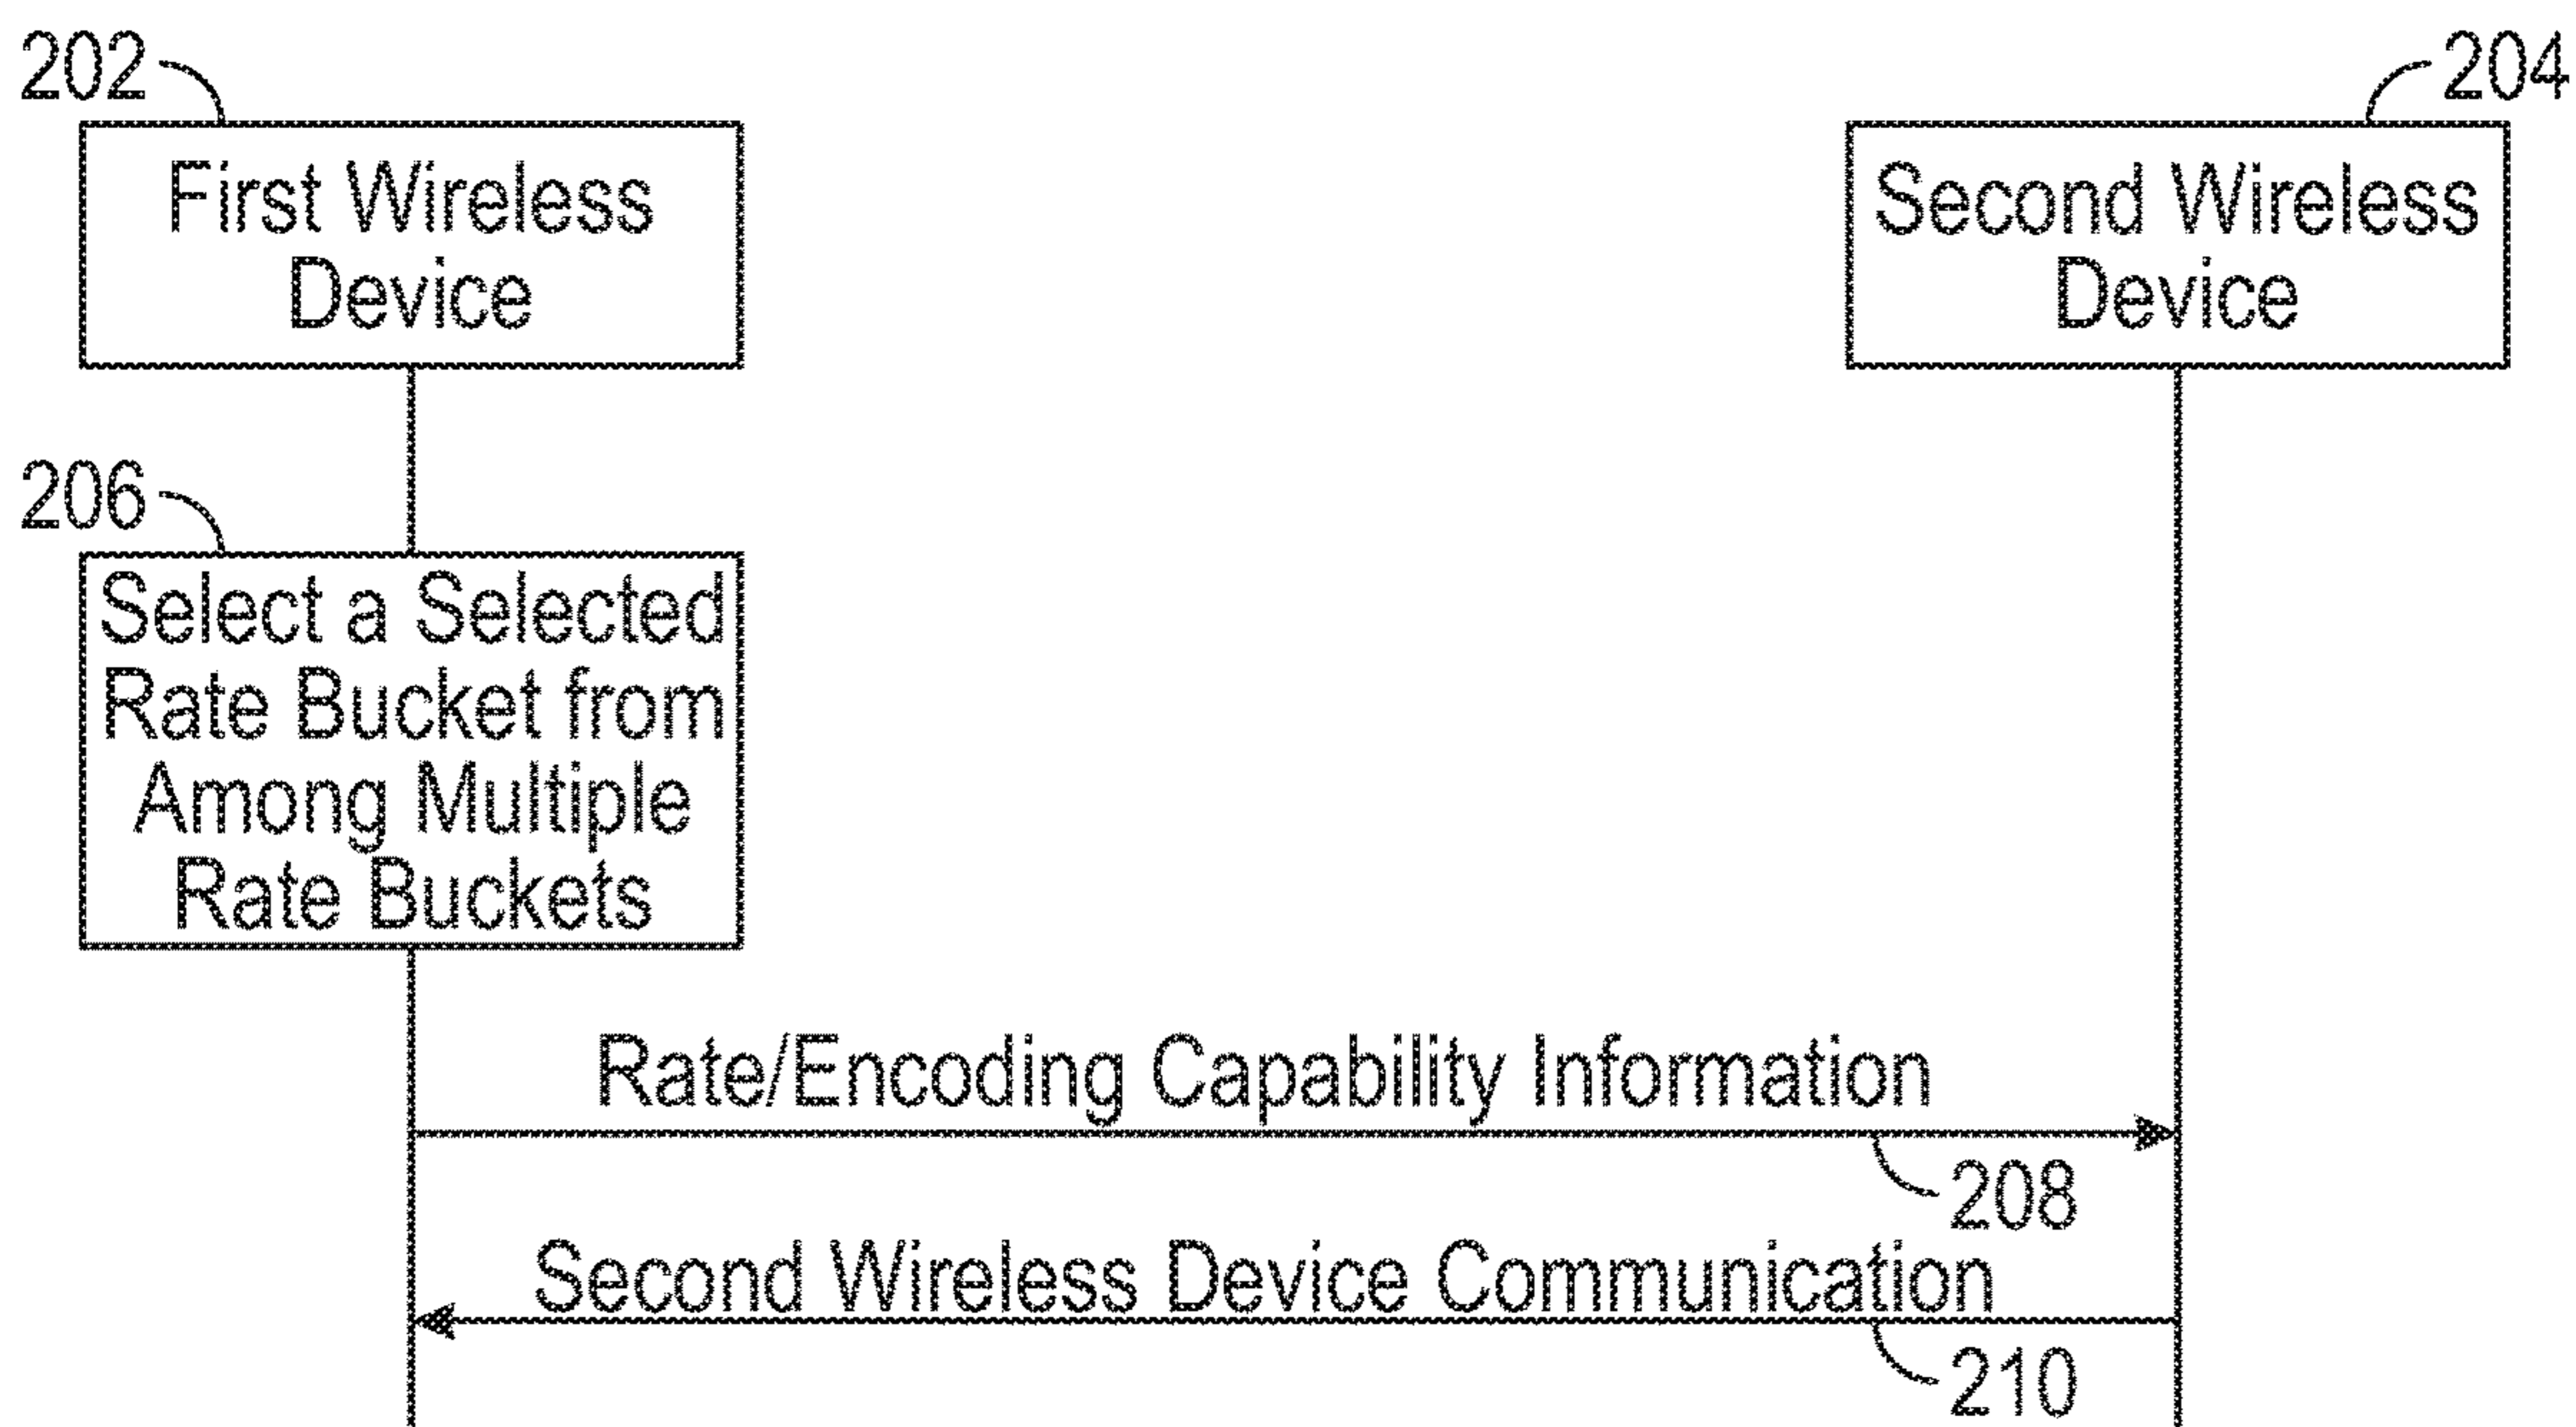 202
204
First Wireless
Device
Second Wireless
Device
206
Select a Selected
Rate Bucket from
Among Multiple
Rate Buckets
Rate/Encoding Capability Information
208
Second Wireless Device Communication
210